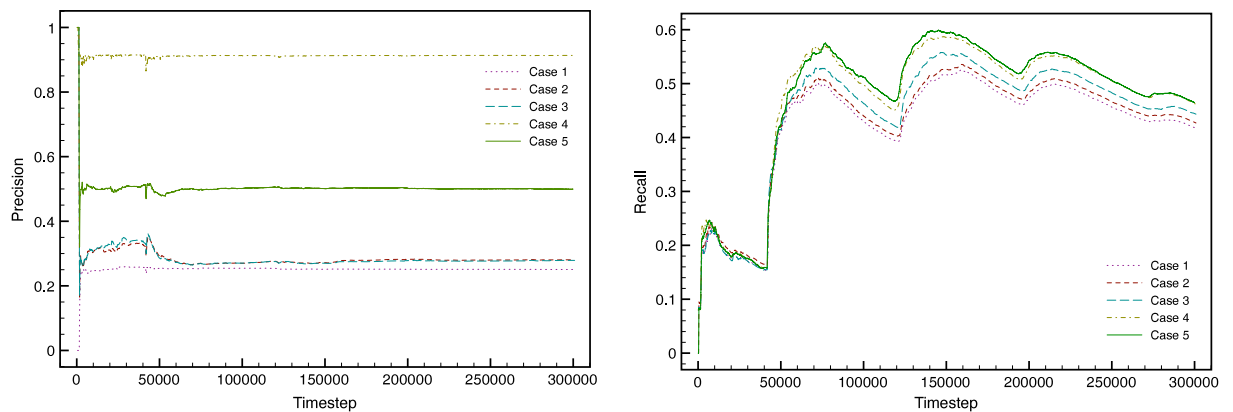 1
0.8
0.6
0.4
0.2
0
Precision
Case 1
Case 2
Case 3
Case 4
Case 5
0 50000 100000 150000 200000 250000 300000
Timestep
0.6
0.5
0.4
0.3
0.2
0.1
0
Recall
Case 1
Case 2
Case 3
Case 4
Case 5
0 50000 100000 150000 200000 250000 300000
Timestep